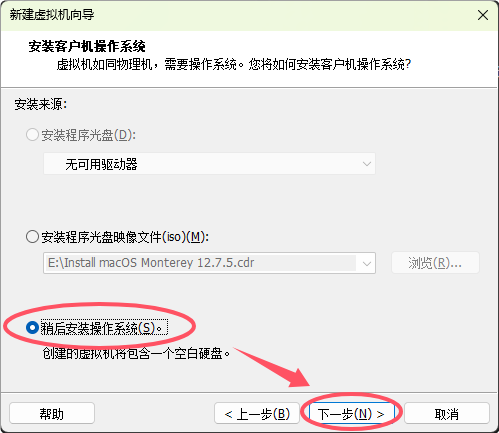 新建虚拟机向导
安装客户机操作系统
虚拟机如同物理机，需要操作系统。您将如何安装客户机操作系统?
安装来源:
安装程序光盘(D):
无可用驱动器
安装程序光盘映像文件(iso)(M):
E:\Install macOS Monterey 12.7.5.cdr
浏览(R)...
稍后安装操作系统(S)。
创建的虚拟机将包含一个空白硬盘。
帮助
< 上一步(B)
下一步(N) >
取消